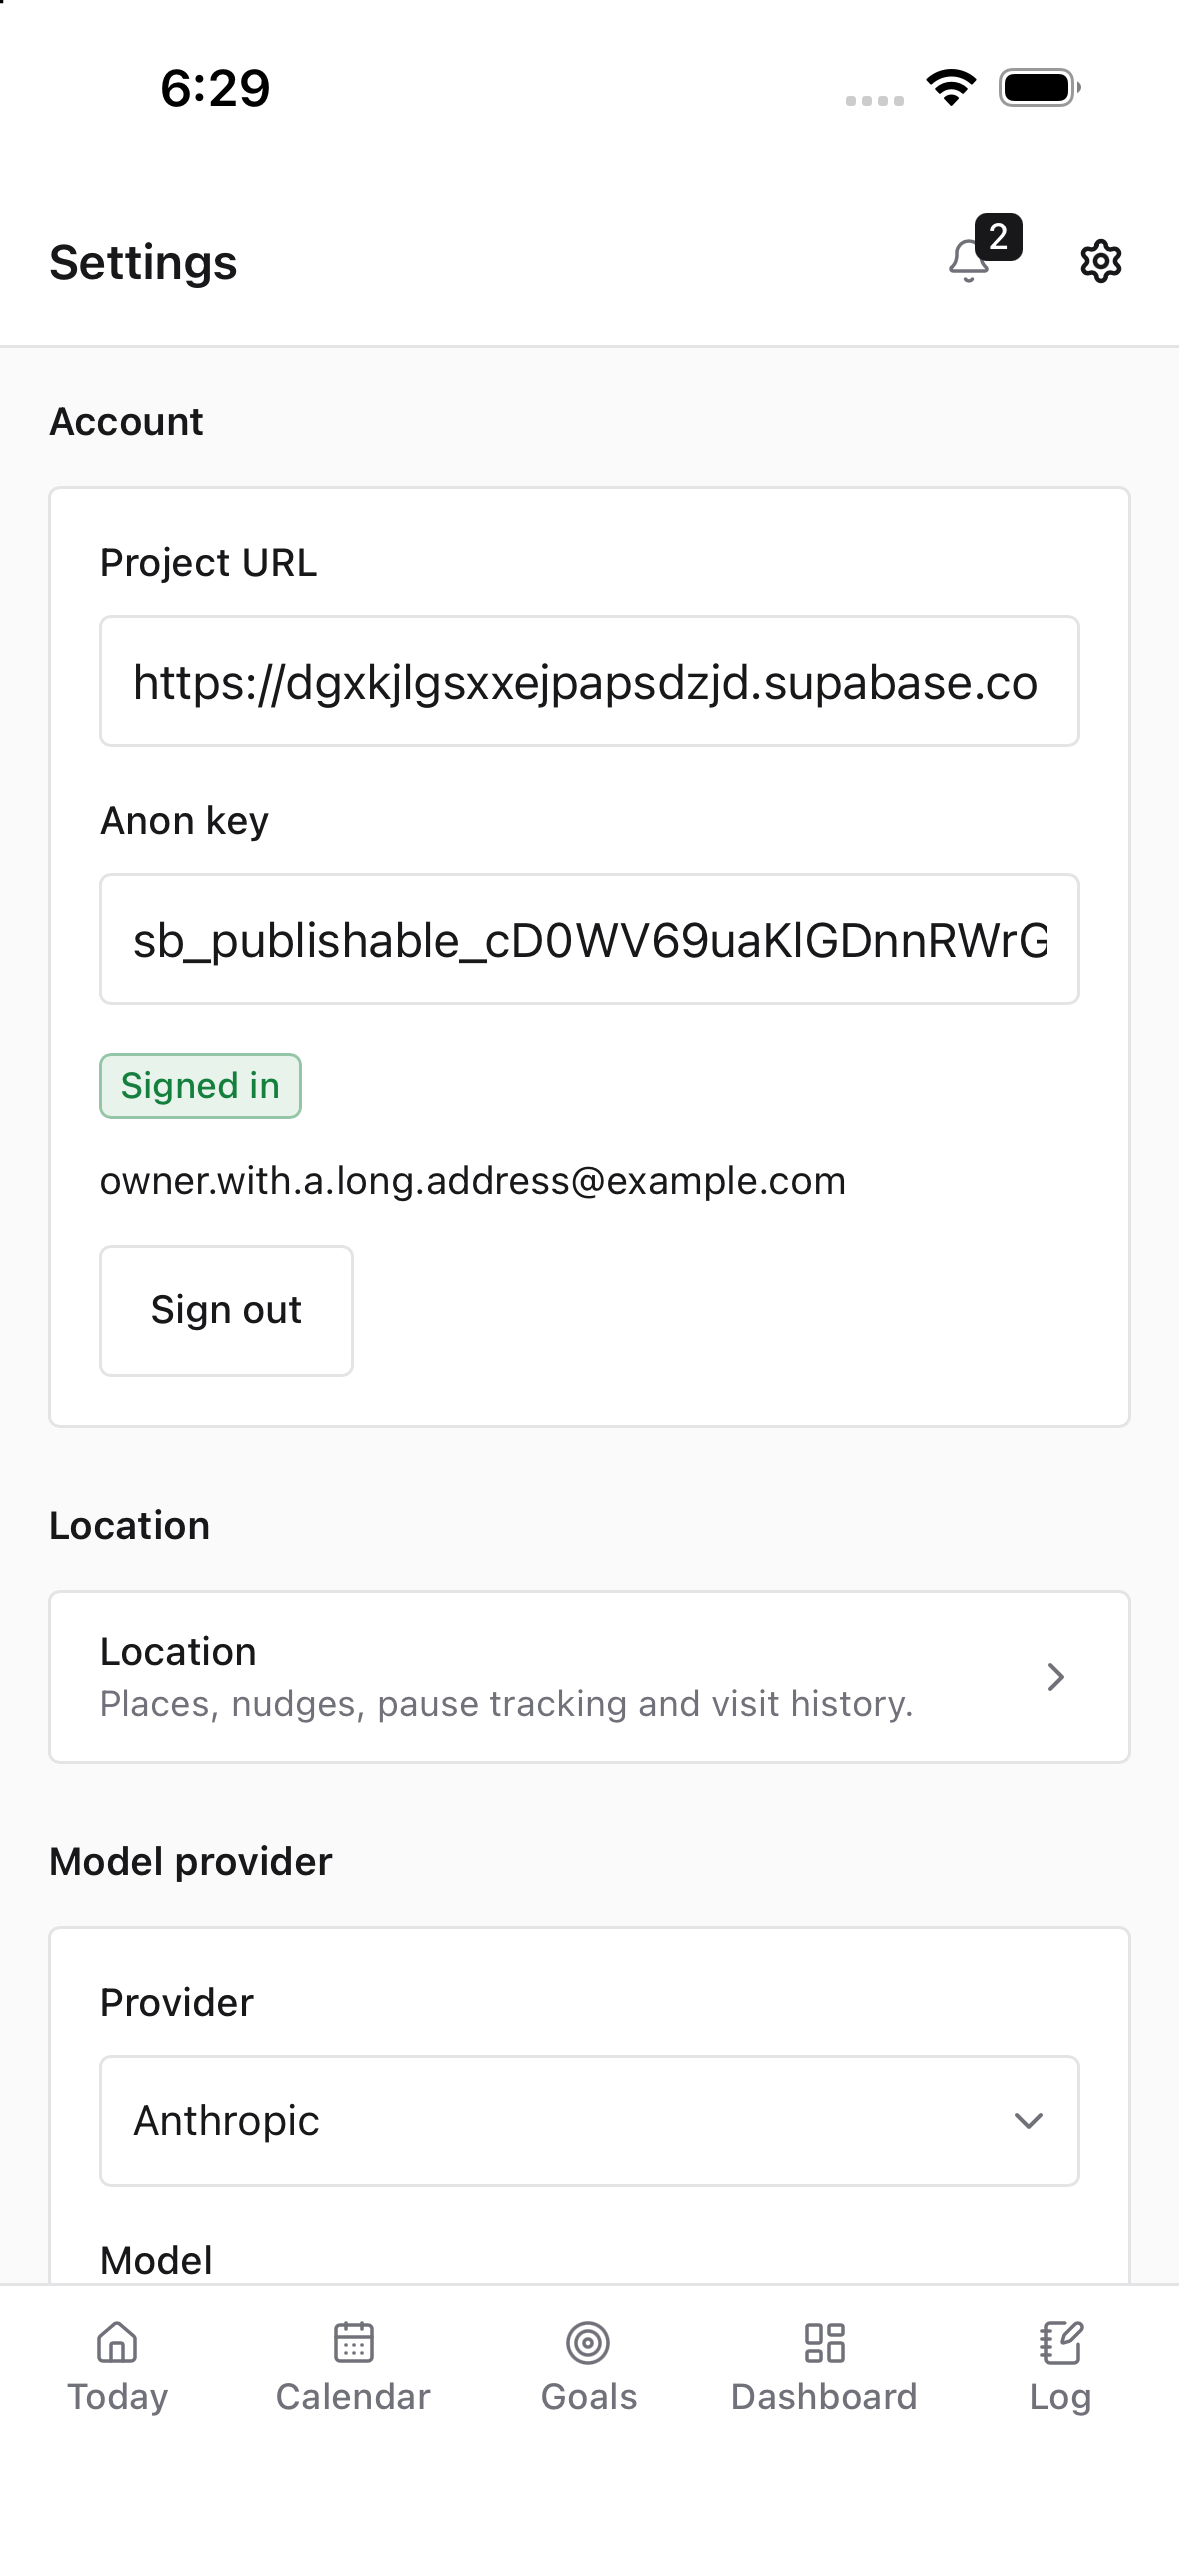 6:29
Settings
2
Account
Project URL
https://dgxkjlgsxxejpapsdzjd.supabase.co
Anon key
sb_publishable_cD0WV69uaKlGDnnRWrG
Signed in
owner.with.a.long.address@example.com
Sign out
Location
Location
Places, nudges, pause tracking and visit history.
Model provider
Provider
Anthropic
Model
Today
Calendar
Goals
Dashboard
Log